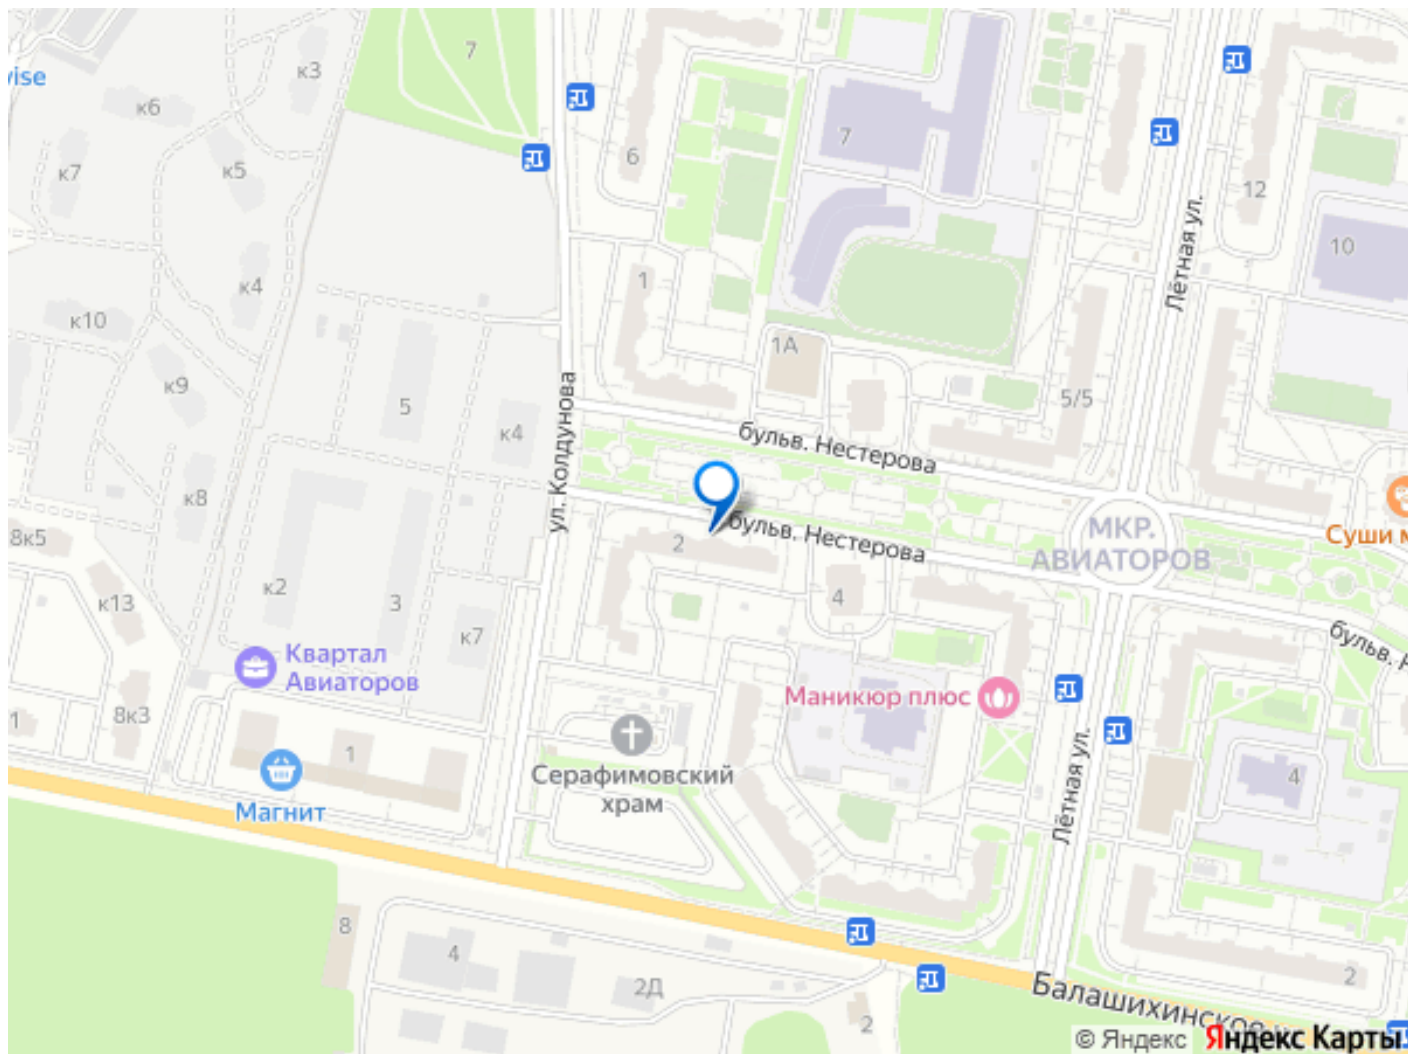 vise
к3
7
к6
к7
к5
6
7
12
10
Лётная ул.
к4
1
к10
1А
к9
5
5/5
к4
ул. Колдунова
бульв. Нестерова
к8
8к5
2
бульв. Нестерова
МКР.
АВИАТОРОВ
Суши м
к2
к13
3
4
к7
бульв. Н
Квартал
Авиаторов
Маникюр плюс
8к3
1
1
Серафимовский
храм
Магнит
Лётная ул.
4
8
4
2Д
2
2
Балашихинское
© Яндекс
Яндекс Карты